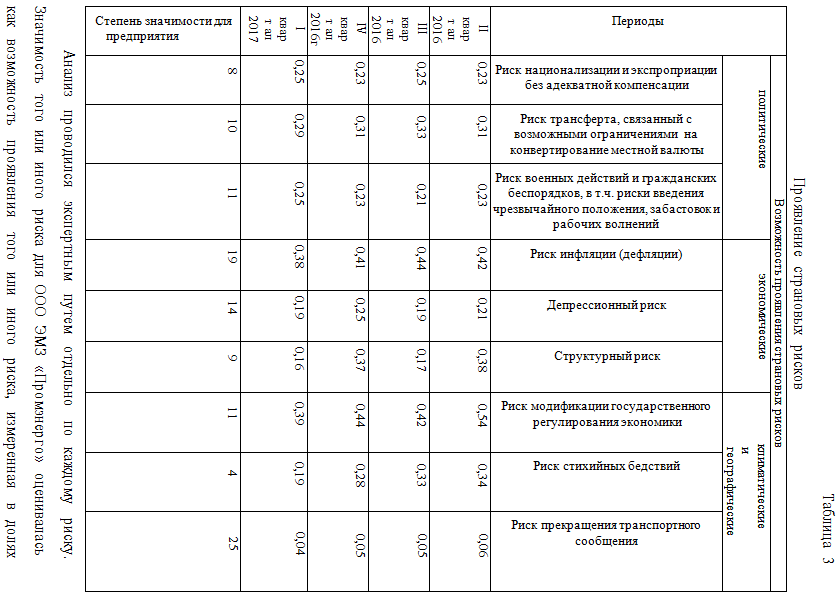 Таблица 3
Проявление страновых рисков
Периоды
Возможность проявления страновых рисков
политические
экономические
климатические
и
географические
Риск национализации и экспроприации
без адекватной компенсации
Риск трансферта, связанный с
возможными ограничениями на
конвертирование местной валюты
Риск военных действий и гражданских
беспорядков, в т.ч. риски введения
чрезвычайного положения, забастовок и
рабочих волнений
Риск инфляции (дефляции)
Депрессионный риск
Структурный риск
Риск модификации государственного
регулирования экономики
Риск стихийных бедствий
Риск прекращения транспортного
сообщения
II
квар
тал
2016
0,23 0,31 0,23 0,42 0,21 0,38 0,54 0,34 0,06
III
квар
тал
2016
0,25 0,33 0,21 0,44 0,19 0,17 0,42 0,33 0,05
IV
квар
тал
2016г
0,23 0,31 0,23 0,41 0,25 0,37 0,44 0,28 0,05
I
квар
тал
2017
0,25 0,29 0,25 0,38 0,19 0,16 0,39 0,19 0,04
Степень значимости для
предприятия
8 10 11 19 14 9 11 4 25
Анализ проводился экспертным путем отдельно по каждому риску.
Значимость того или иного риска для ООО ЭМЗ «Промэнерго» оценивалась
как возможность проявления того или иного риска, измеренная в долях